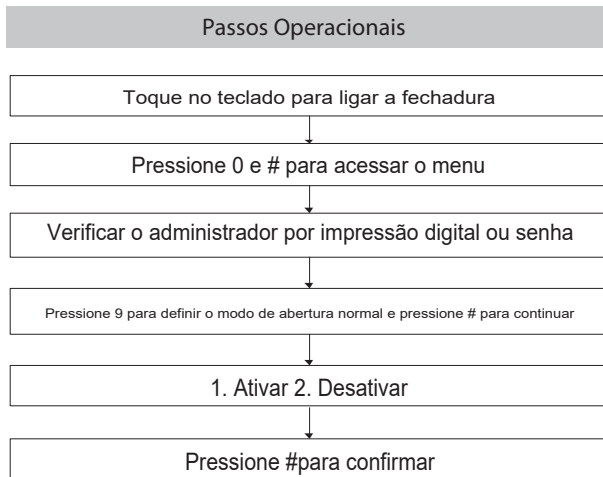 Passos Operacionais
Toque no teclado para ligar a fechadura
Pressione 0 e # para acessar o menu
Verificar o administrador por impressão digital ou senha
Pressione 9 para definir o modo de abertura normal e pressione # para continuar
1. Ativar 2. Desativar
Pressione #para confirmar